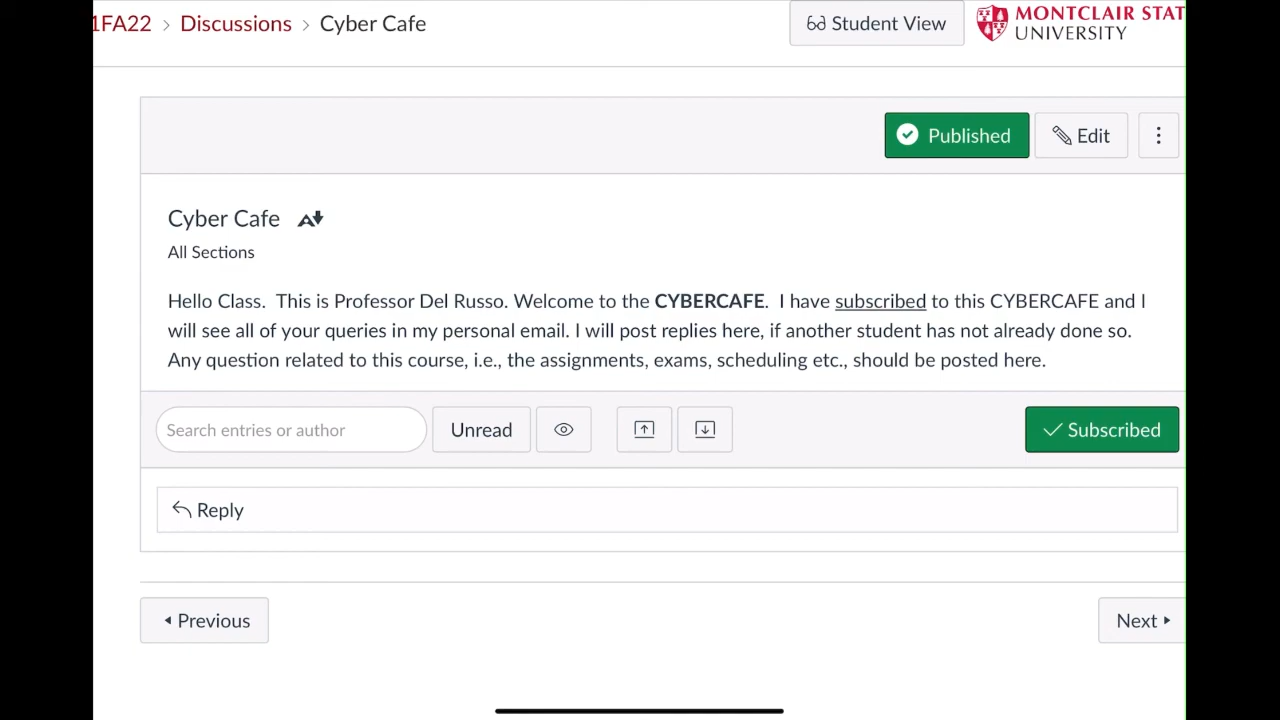 1FA22 > Discussions > Cyber Cafe
Student View
MONTCLAIR STAT
UNIVERSITY
Published
Edit
Cyber Cafe
All Sections
Hello Class.  This is Professor Del Russo. Welcome to the CYBERCAFE.  I have subscribed to this CYBERCAFE and I
will see all of your queries in my personal email. I will post replies here, if another student has not already done so.
Any question related to this course, i.e., the assignments, exams, scheduling etc., should be posted here.
Search entries or author
Unread
Subscribed
Reply
Previous
Next